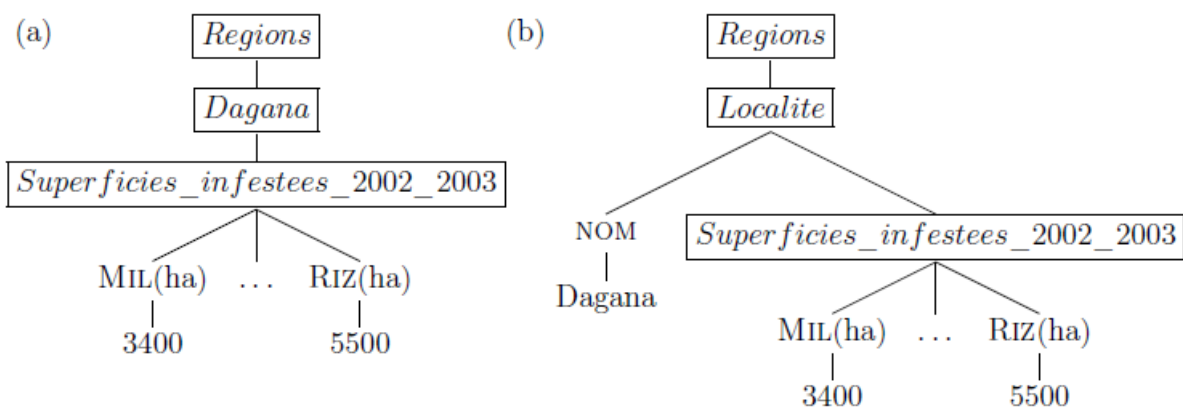 (a)
Regions
Dagana
Superficies_infestees_2002_2003
MIL(ha) ... RIZ(ha)
3400 5500
(b)
Regions
Localite
NOM
Dagana
Superficies_infestees_2002_2003
MIL(ha) ... RIZ(ha)
3400 5500